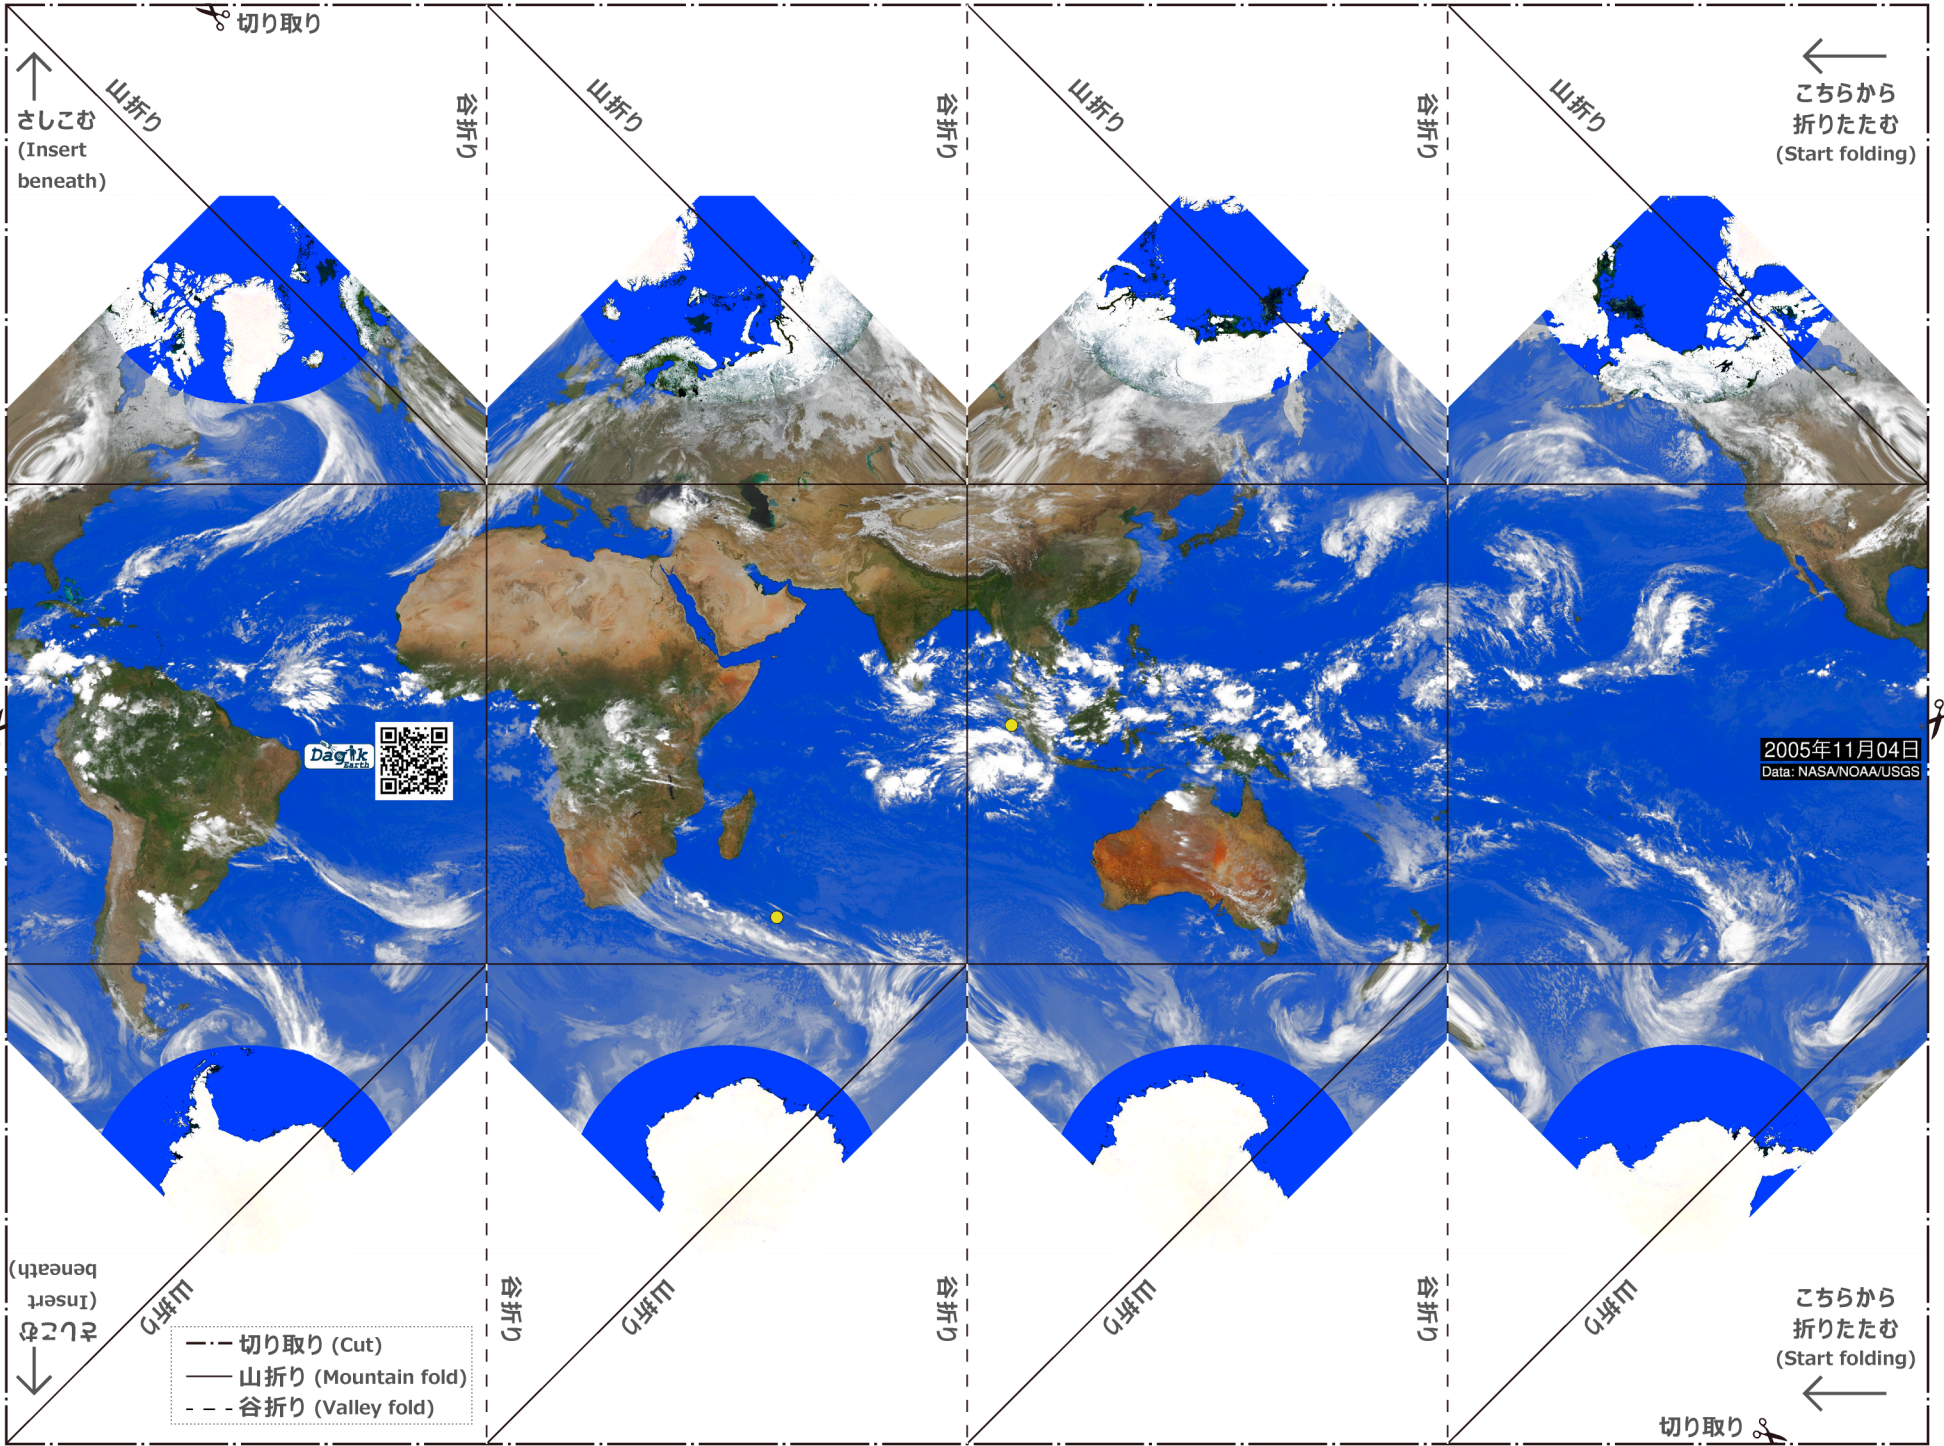 切り取り
山折り
谷折り
山折り
谷折り
山折り
谷折り
山折り
さしこむ
(Insert
beneath)
こちらから
折りたたむ
(Start folding)
Dagik
Earth
2005年11月04日
Data: NASA/NOAA/USGS
さしこむ
(Insert
beneath)
山折り
谷折り
山折り
谷折り
山折り
谷折り
山折り
こちらから
折りたたむ
(Start folding)
切り取り (Cut)
山折り (Mountain fold)
谷折り (Valley fold)
切り取り